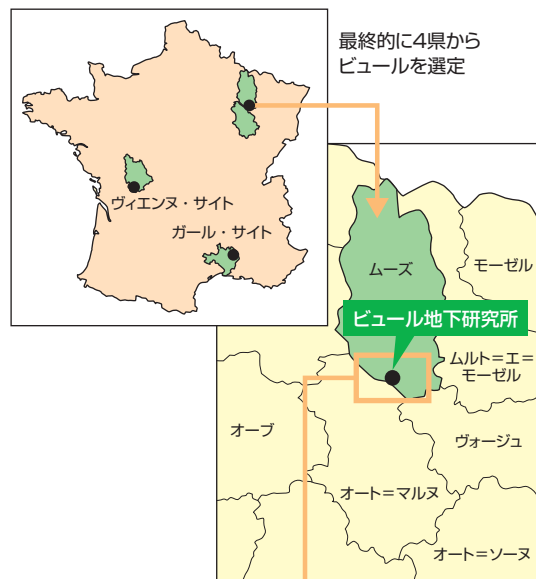 最終的に4県から
ビュールを選定
ヴィエンヌ・サイト
ガール・サイト
ムーズ
モーゼル
ビュール地下研究所
ムルト=エ=
モーゼル
オーブ
ヴォージュ
オート=マルヌ
オート=ソーヌ